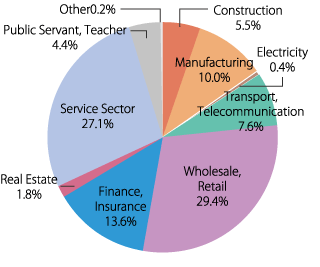 Other0.2%
Construction
5.5%
Public Servant, Teacher
4.4%
Manufacturing
10.0%
Electricity
0.4%
Transport,
Telecommunication
7.6%
Service Sector
27.1%
Wholesale,
Retail
29.4%
Real Estate
1.8%
Finance,
Insurance
13.6%